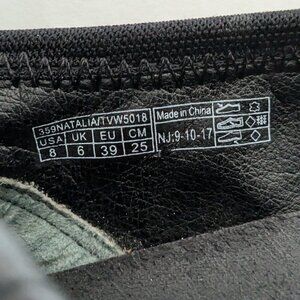 359NATALIA/TVW5018
USA UK EU CM
8 6 39 25
Made in China
NJ:9-10-17